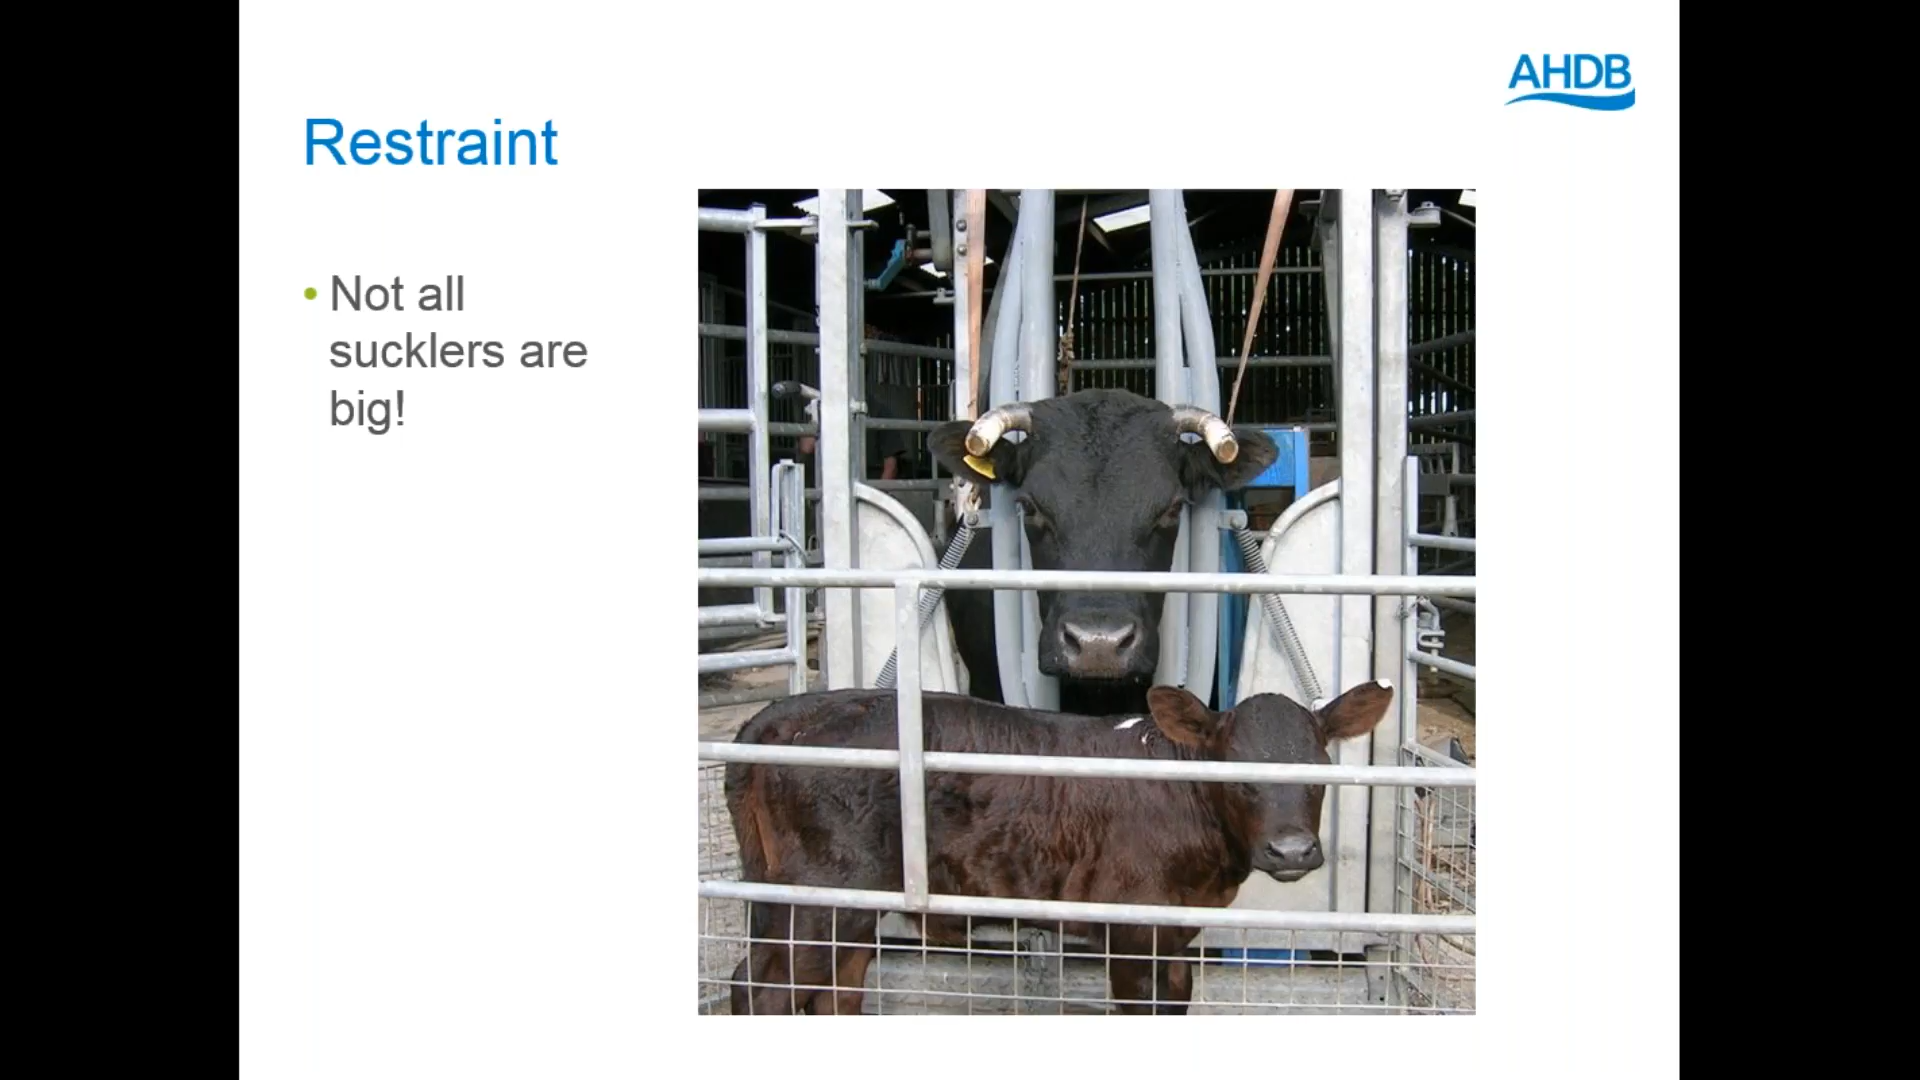 AHDB
Restraint
• Not all
sucklers are
big!